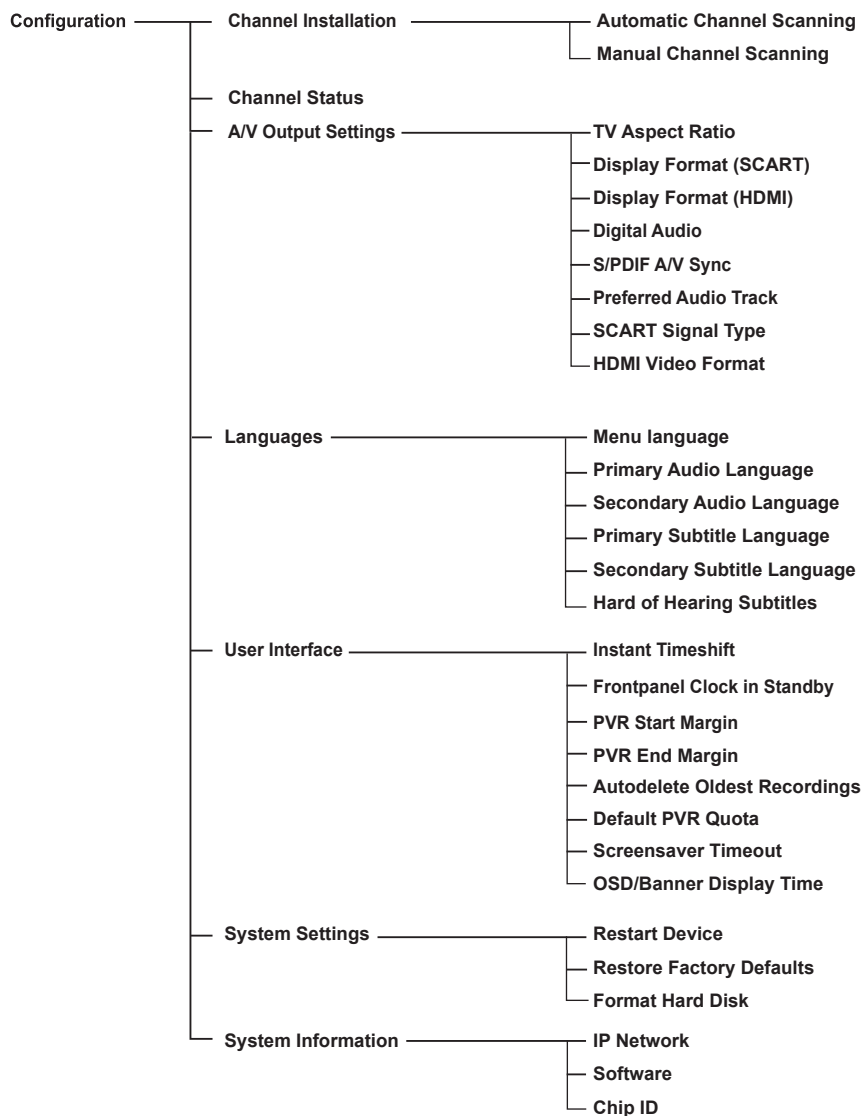 Configuration
Channel Installation
Automatic Channel Scanning
Manual Channel Scanning
Channel Status
A/V Output Settings
TV Aspect Ratio
Display Format (SCART)
Display Format (HDMI)
Digital Audio
S/PDIF A/V Sync
Preferred Audio Track
SCART Signal Type
HDMI Video Format
Languages
Menu language
Primary Audio Language
Secondary Audio Language
Primary Subtitle Language
Secondary Subtitle Language
Hard of Hearing Subtitles
User Interface
Instant Timeshift
Frontpanel Clock in Standby
PVR Start Margin
PVR End Margin
Autodelete Oldest Recordings
Default PVR Quota
Screensaver Timeout
OSD/Banner Display Time
System Settings
Restart Device
Restore Factory Defaults
Format Hard Disk
System Information
IP Network
Software
Chip ID